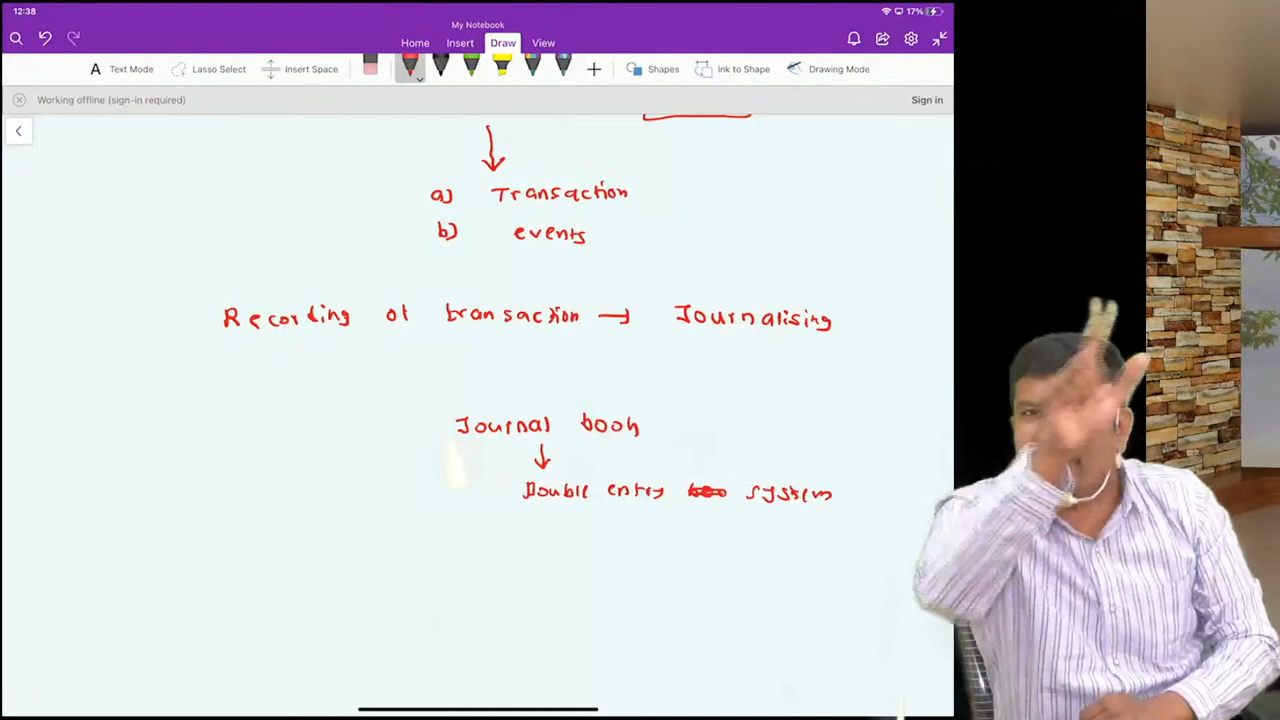 12:38
17%
My Notebook
Home Insert Draw View
Text Mode Lasso Select Insert Space Shapes Ink to Shape Drawing Mode
Working offline (sign-in required) Sign in
a) Transaction
b) events
Recording of transaction → Journalising
Journal book
↓
Double entry system